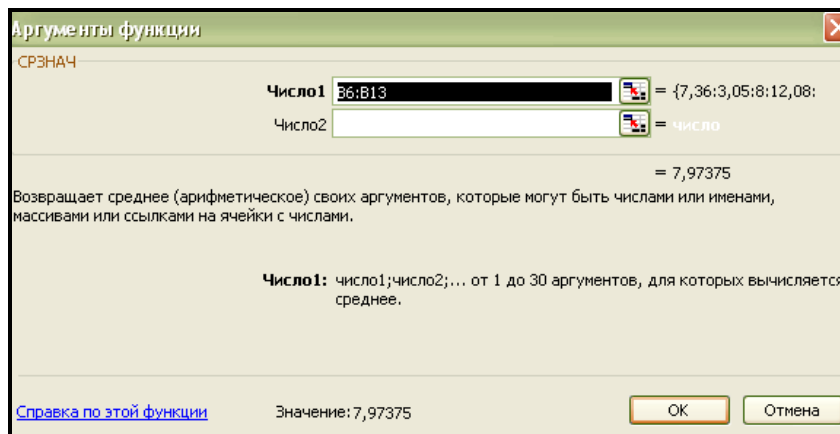 Аргументы функции
СРЗНАЧ
Число1 B6:B13 = {7,36:3,05:8:12,08:
Число2 = число
= 7,97375
Возвращает среднее (арифметическое) своих аргументов, которые могут быть числами или именами,
массивами или ссылками на ячейки с числами.
Число1: число1;число2;... от 1 до 30 аргументов, для которых вычисляется
среднее.
Справка по этой функции Значение: 7,97375 ОК Отмена